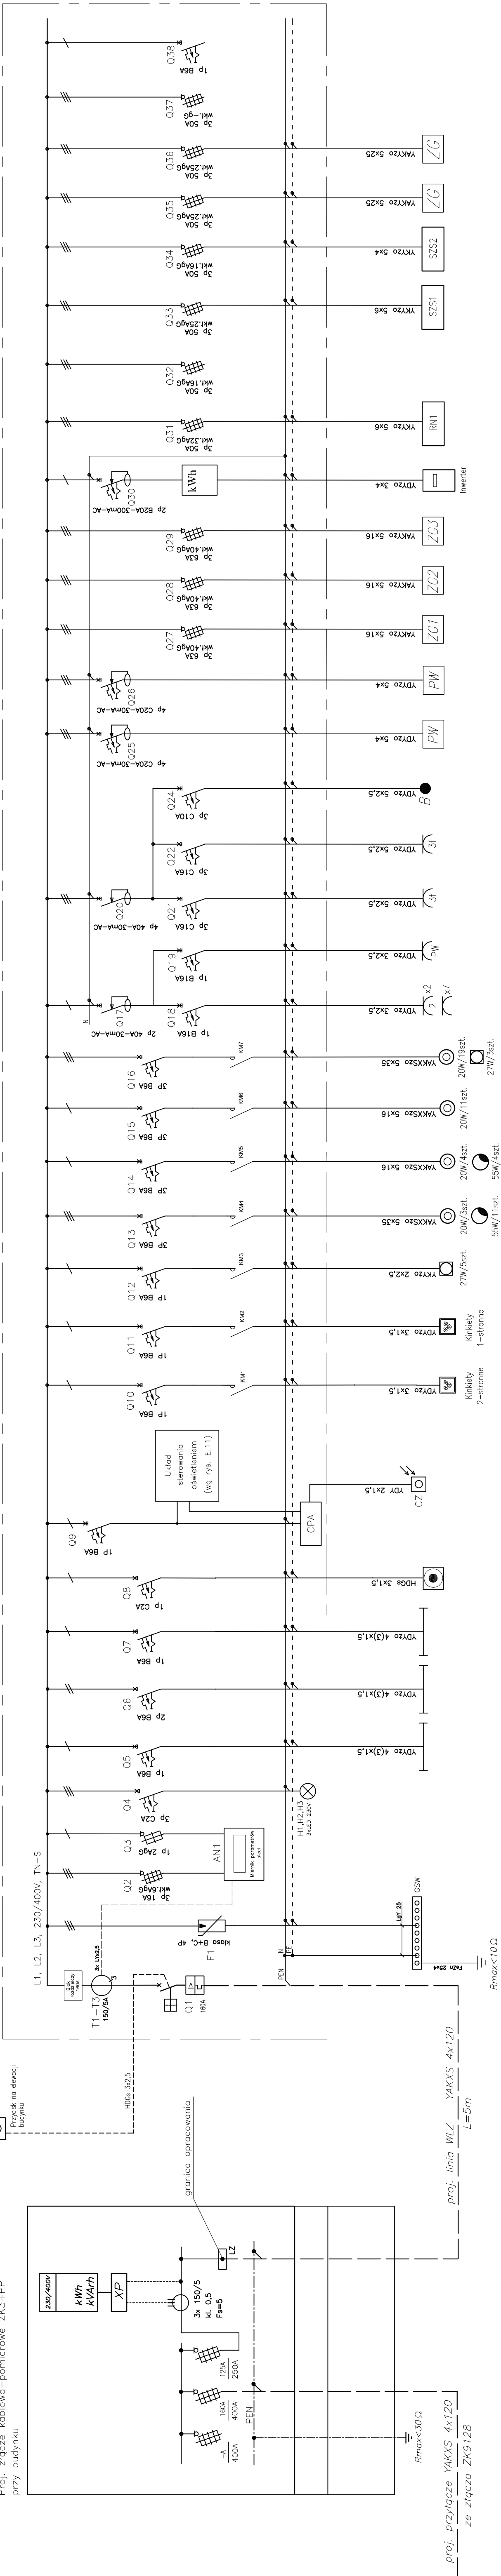 Q38
1p B6A
Q37
3p 50A
wkł.-gG
Q36
3p 50A
wkł.25AgG
YAKYżo 5x25
ZG
Q35
3p 50A
wkł.25AgG
YAKYżo 5x25
ZG
Q34
3p 50A
wkł.16AgG
YKYżo 5x4
SZS2
Q33
3p 50A
wkł.25AgG
YKYżo 5x6
SZS1
Q32
3p 50A
wkł.16AgG
Q31
3p 50A
wkł.32AgG
YKYżo 5x6
RN1
Q30
2p B20A-300mA-AC
kWh
YDYżo 3x4
Inwerter
Q29
3p 63A
wkł.40AgG
YAKYżo 5x16
ZG3
Q28
3p 63A
wkł.40AgG
YAKYżo 5x16
ZG2
Q27
3p 63A
wkł.40AgG
YAKYżo 5x16
ZG1
Q26
4p C20A-30mA-AC
YDYżo 5x4
PW
Q25
4p C20A-30mA-AC
YDYżo 5x4
PW
Q24
3p C10A
YDYżo 5x2,5
B
Q22
3p C16A
YDYżo 5x2,5
3f
Q20
4p 40A-30mA-AC
Q21
3p C16A
YDYżo 5x2,5
3f
Q19
1p B16A
YDYżo 3x2,5
PW
N
Q17
2p 40A-30mA-AC
Q18
1p B16A
YDYżo 3x2,5
2
x2
x7
Q16
3P B6A
KM7
YAKXSżo 5x35
20W/19szt.
27W/3szt.
Q15
3P B6A
KM6
YAKXSżo 5x16
20W/11szt.
Q14
3P B6A
KM5
YAKXSżo 5x16
20W/4szt.
55W/4szt.
Q13
3P B6A
KM4
YAKXSżo 5x35
20W/3szt.
55W/11szt.
Q12
1P B6A
KM3
YKYżo 2x2,5
27W/5szt.
Q11
1P B6A
KM2
YDYżo 3x1,5
Kinkiety
1-stronne
Q10
1P B6A
KM1
YDYżo 3x1,5
Kinkiety
2-stronne
Q9
1P B6A
Układ
sterowania
oświetleniem
(wg rys. E.11)
CPA
YDY 2x1,5
CZ
Q8
1p C2A
HDGs 3x1,5
Q7
1p B6A
YDYżo 4(3)x1,5
Q6
2p B6A
YDYżo 4(3)x1,5
Q5
1p B6A
YDYżo 4(3)x1,5
Q4
3p C2A
H1,H2,H3
3xLED 230V
Q3
1p 2AgG
Q2
3p 16A
wkł.6AgG
AN1
Miernik parametrów
sieci
L1, L2, L3, 230/400V, TN-S
F1
klasa B+C, 4P
N
PE
PEN
LgY 25
GSW
FeZn 25x4
Rmax<10Ω
Blok
rozdzielczy
160A
3x LYx2,5
3
T1-T3
150/5A
Q1
160A
Przycisk na elewacji
budynku
HDGs 3x2,5
proj. linia WLZ - YAKXS 4x120
L=5m
granica opracowania
Proj. złącze kablowo-pomiarowe ZK3+PP
przy budynku
230/400V
kWh
kVArh
XP
3x 150/5
kl. 0,5
Fs=5
LZ
125A
250A
160A
400A
-A
400A
PEN
Rmax<30Ω
proj. przyłącze YAKXS 4x120
ze złącza ZK9128